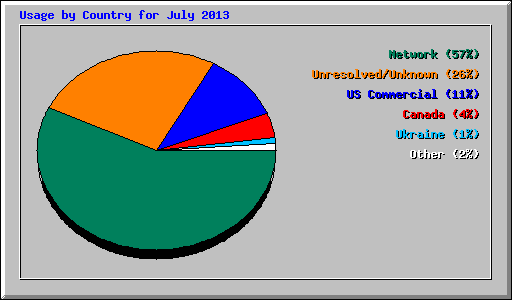 Usage by Country for July 2013
Network (57%)
Unresolved/Unknown (26%)
US Commercial (11%)
Canada (4%)
Ukraine (1%)
Other (2%)